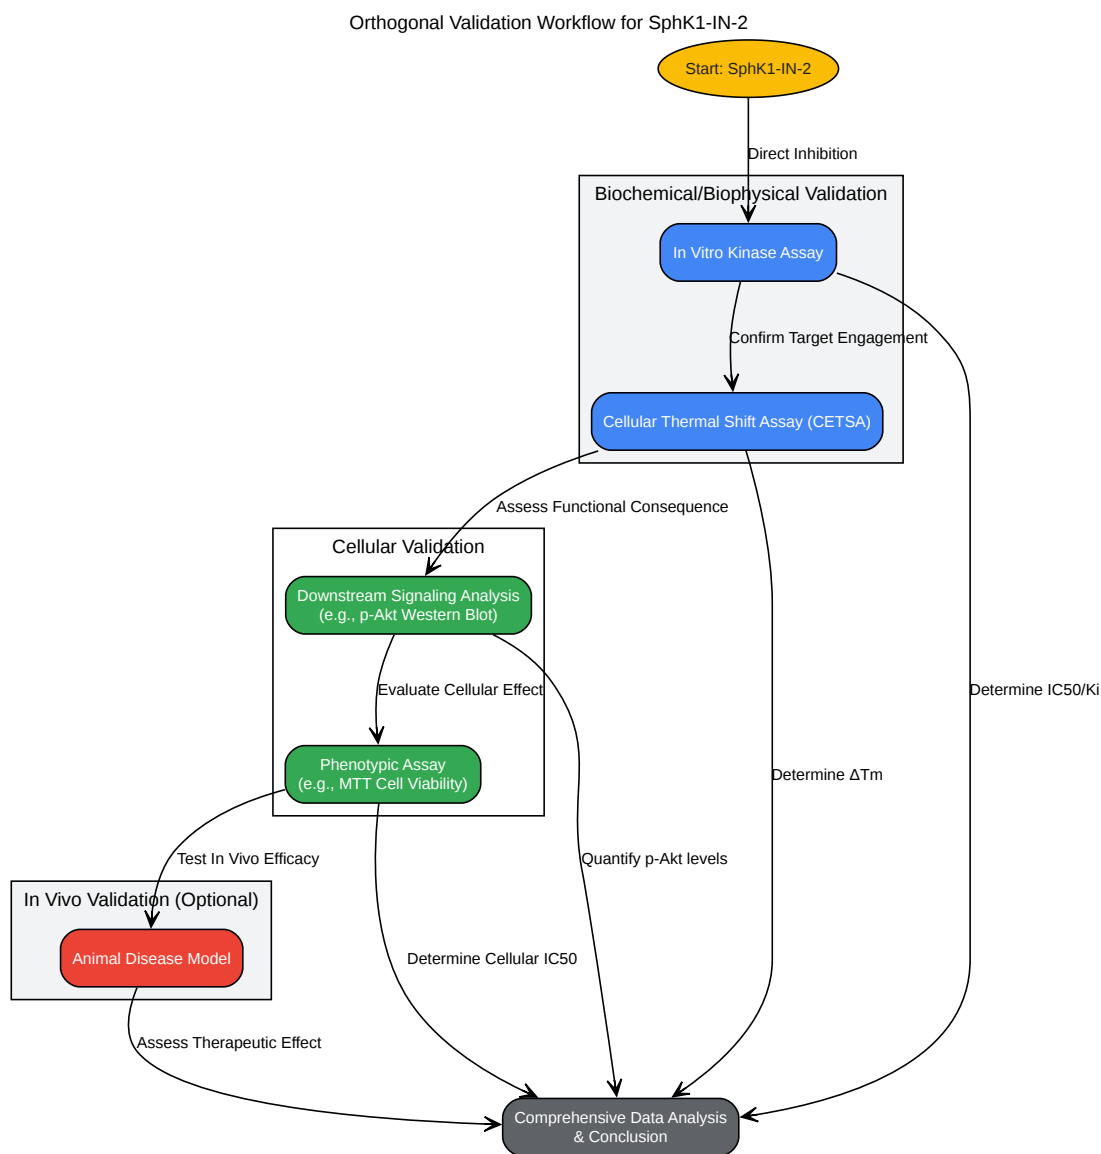 Orthogonal Validation Workflow for SphK1-IN-2
Start: SphK1-IN-2
Direct Inhibition
Biochemical/Biophysical Validation
In Vitro Kinase Assay
Confirm Target Engagement
Cellular Thermal Shift Assay (CETSA)
Assess Functional Consequence
Cellular Validation
Downstream Signaling Analysis
(e.g., p-Akt Western Blot)
Evaluate Cellular Effect
Determine IC50/Ki
Phenotypic Assay
(e.g., MTT Cell Viability)
Determine ΔTm
Test In Vivo Efficacy
Quantify p-Akt levels
In Vivo Validation (Optional)
Animal Disease Model
Determine Cellular IC50
Assess Therapeutic Effect
Comprehensive Data Analysis
& Conclusion